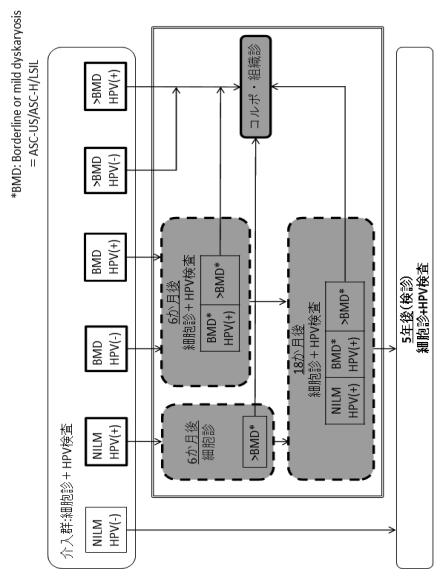 *BMD: Borderline or mild dyskaryosis
= ASC-US/ASC-H/LSIL
介入群:細胞診+HPV検査
NILM
HPV(-)
NILM
HPV(+)
BMD
HPV(-)
BMD
HPV(+)
>BMD
HPV(-)
>BMD
HPV(+)
6か月後
細胞診
>BMD*
6か月後
細胞診+HPV検査
BMD*
HPV(+)
>BMD*
コルポ・組織診
18か月後
細胞診+HPV検査
NILM
HPV(+)
BMD*
HPV(+)
>BMD*
5年後(検診)
細胞診+HPV検査